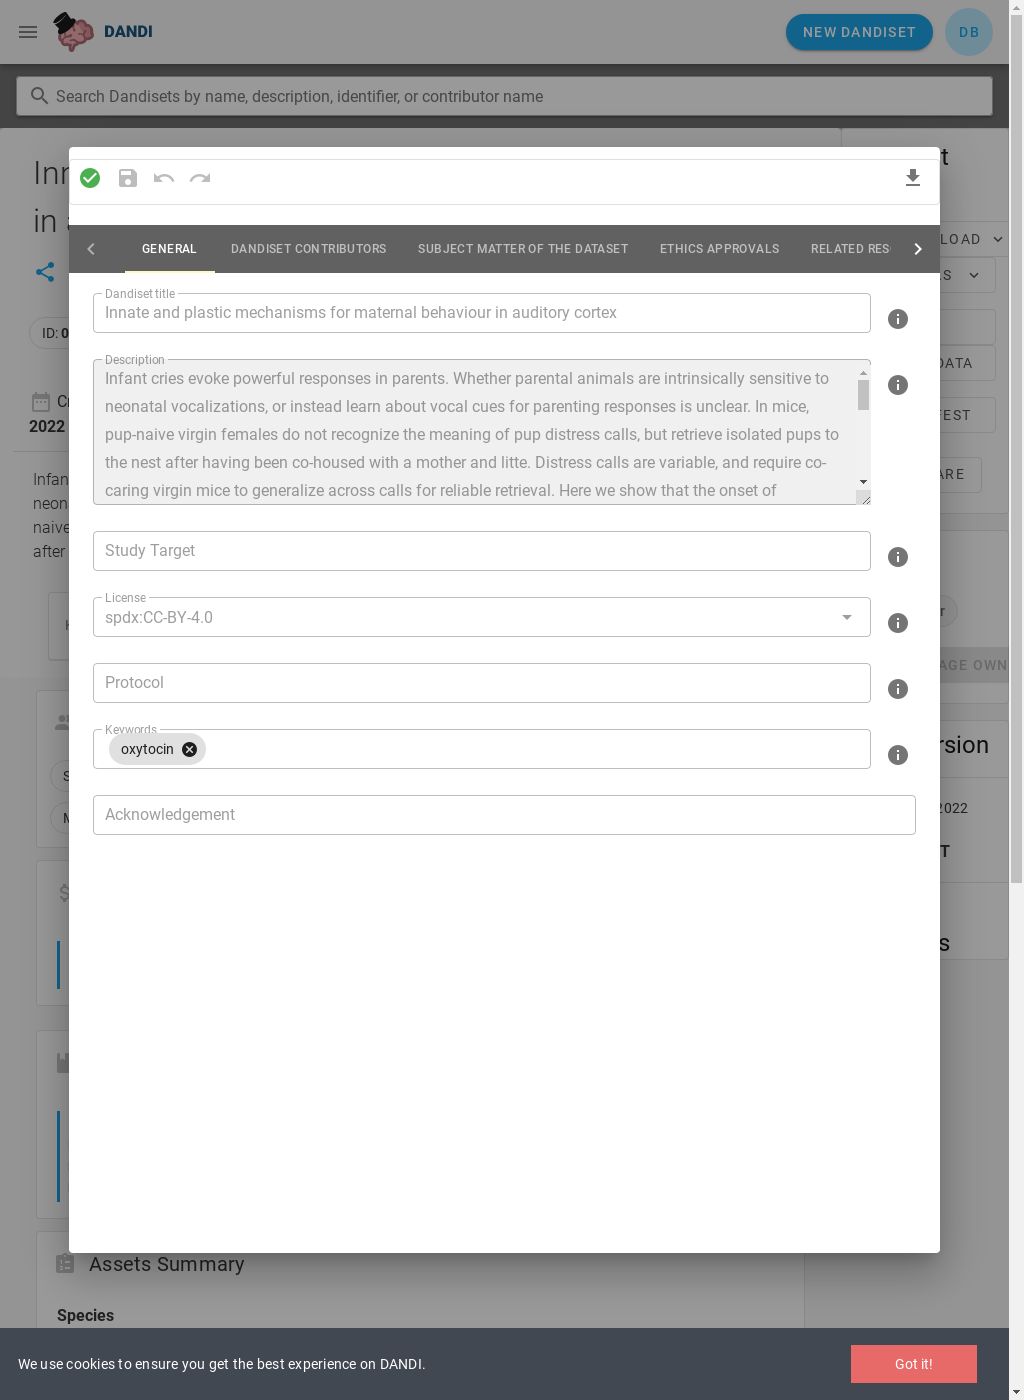 DANDI
NEW DANDISET
DB
Search Dandisets by name, description, identifier, or contributor name
GENERAL
DANDISET CONTRIBUTORS
SUBJECT MATTER OF THE DATASET
ETHICS APPROVALS
RELATED RES
Dandiset title
Innate and plastic mechanisms for maternal behaviour in auditory cortex
Description
Infant cries evoke powerful responses in parents. Whether parental animals are intrinsically sensitive to
neonatal vocalizations, or instead learn about vocal cues for parenting responses is unclear. In mice,
pup-naive virgin females do not recognize the meaning of pup distress calls, but retrieve isolated pups to
the nest after having been co-housed with a mother and litte. Distress calls are variable, and require co-
caring virgin mice to generalize across calls for reliable retrieval. Here we show that the onset of
Study Target
License
spdx:CC-BY-4.0
Protocol
Keywords
oxytocin
Acknowledgement
in
ID: 0
2022
Infan
neon
naive
after
LOAD
S
DATA
ARE
AGE OWN
rsion
2022
T
s
Assets Summary
Species
We use cookies to ensure you get the best experience on DANDI.
Got it!